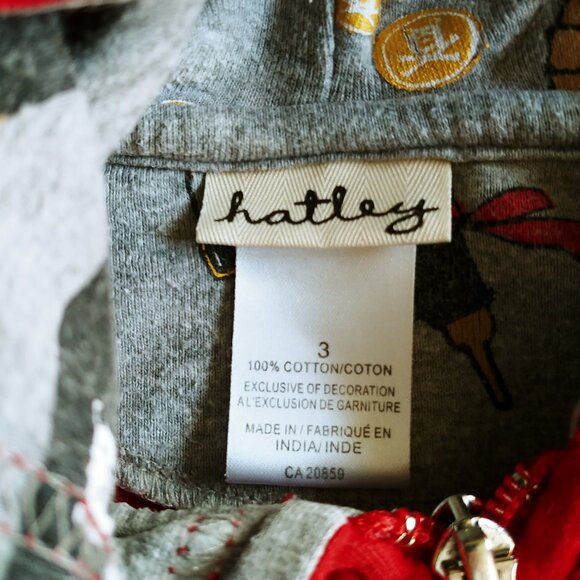 hatley
3
100% COTTON/COTON
EXCLUSIVE OF DECORATION
A L'EXCLUSION DE GARNITURE
MADE IN / FABRIQUÉ EN
INDIA/INDE
CA 20859